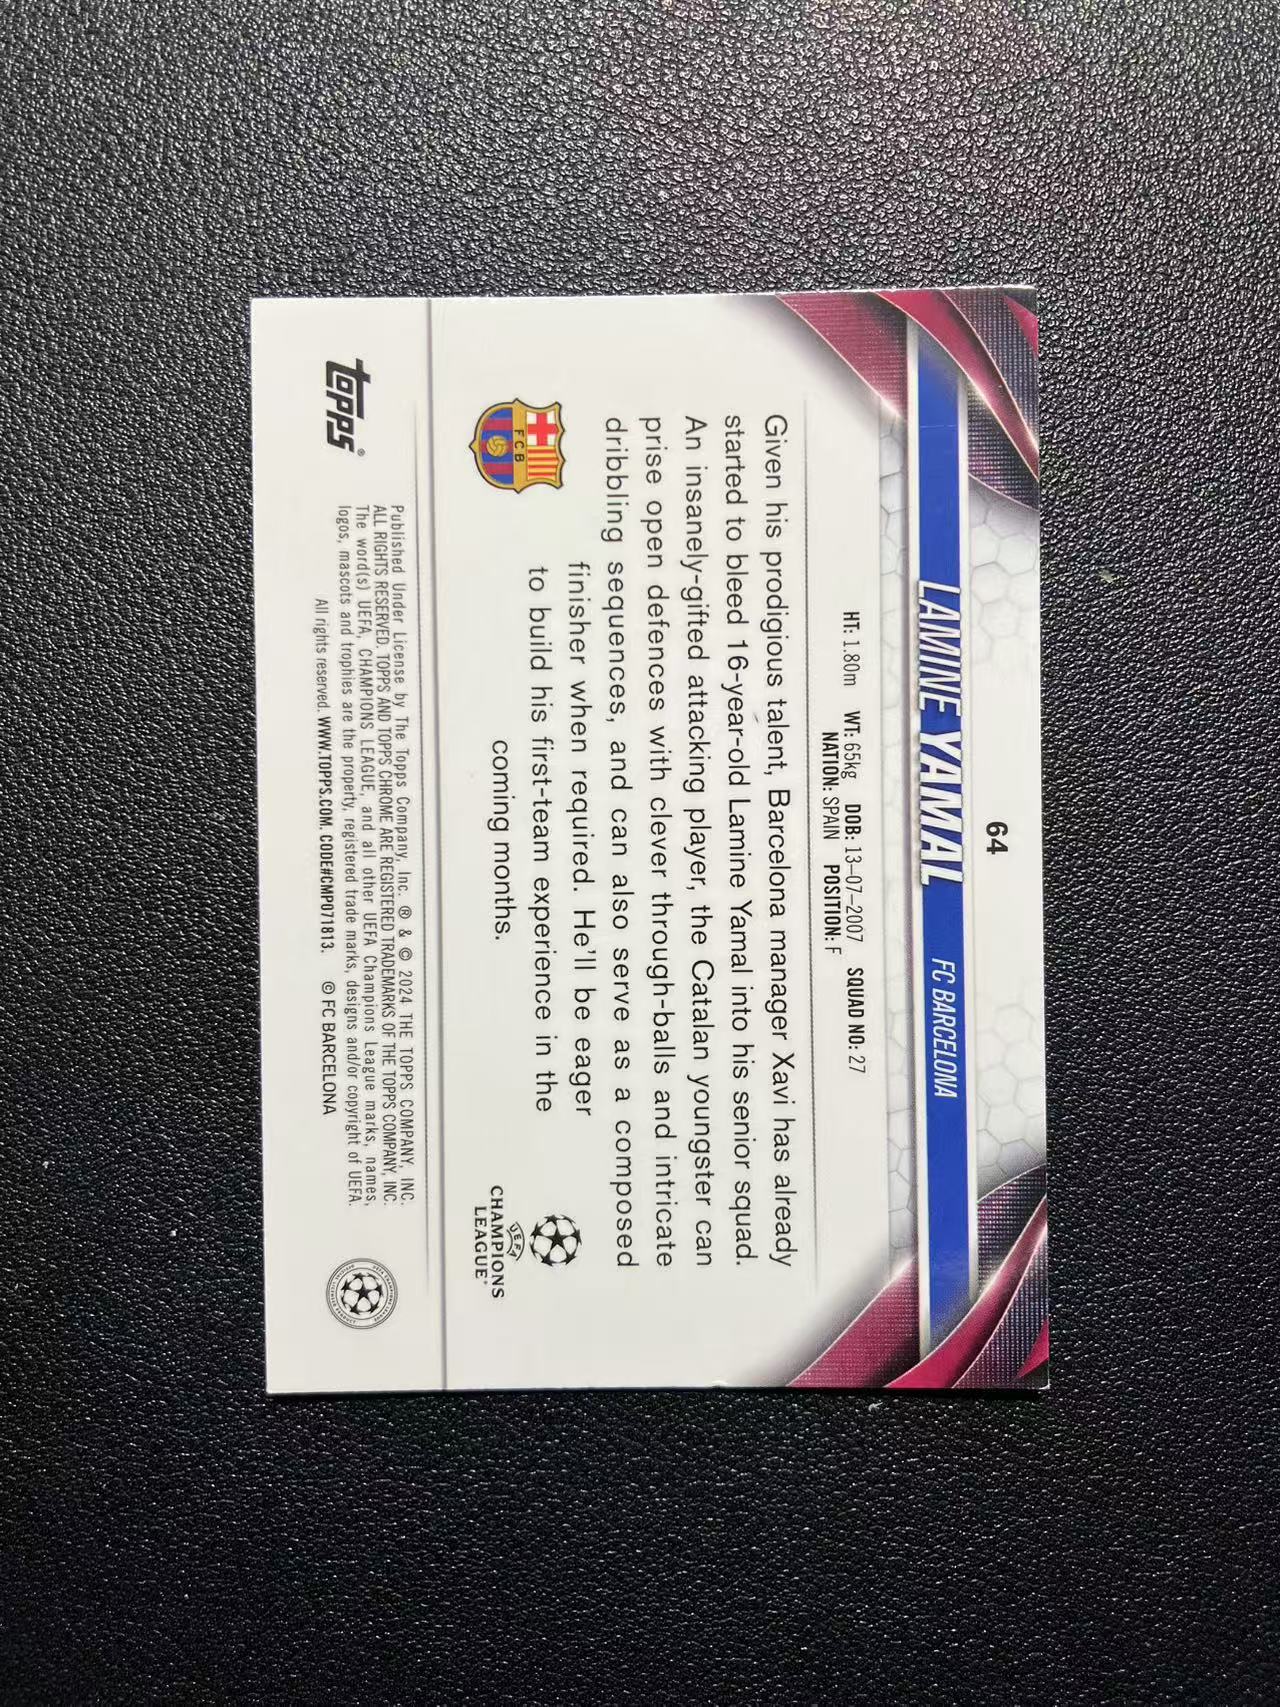 64
LAMINE YAMAL FC BARCELONA
HT: 1.80m WT: 65kg DOB: 13-07-2007 SQUAD NO: 27
NATION: SPAIN POSITION: F
Given his prodigious talent, Barcelona manager Xavi has already
started to bleed 16-year-old Lamine Yamal into his senior squad.
An insanely-gifted attacking player, the Catalan youngster can
prise open defences with clever through-balls and intricate
dribbling sequences, and can also serve as a composed
finisher when required. He'll be eager
to build his first-team experience in the
coming months.
FCB
UEFA
CHAMPIONS
LEAGUE
topps®
Published Under License by The Topps Company, Inc. ® & © 2024 THE TOPPS COMPANY, INC.
ALL RIGHTS RESERVED. TOPPS AND TOPPS CHROME ARE REGISTERED TRADEMARKS OF THE TOPPS COMPANY, INC.
The word(s) UEFA, CHAMPIONS LEAGUE, and all other UEFA Champions League marks, names,
logos, mascots and trophies are the property, registered trade marks, designs and/or copyright of UEFA.
All rights reserved. WWW.TOPPS.COM. CODE#CMP071813. © FC BARCELONA